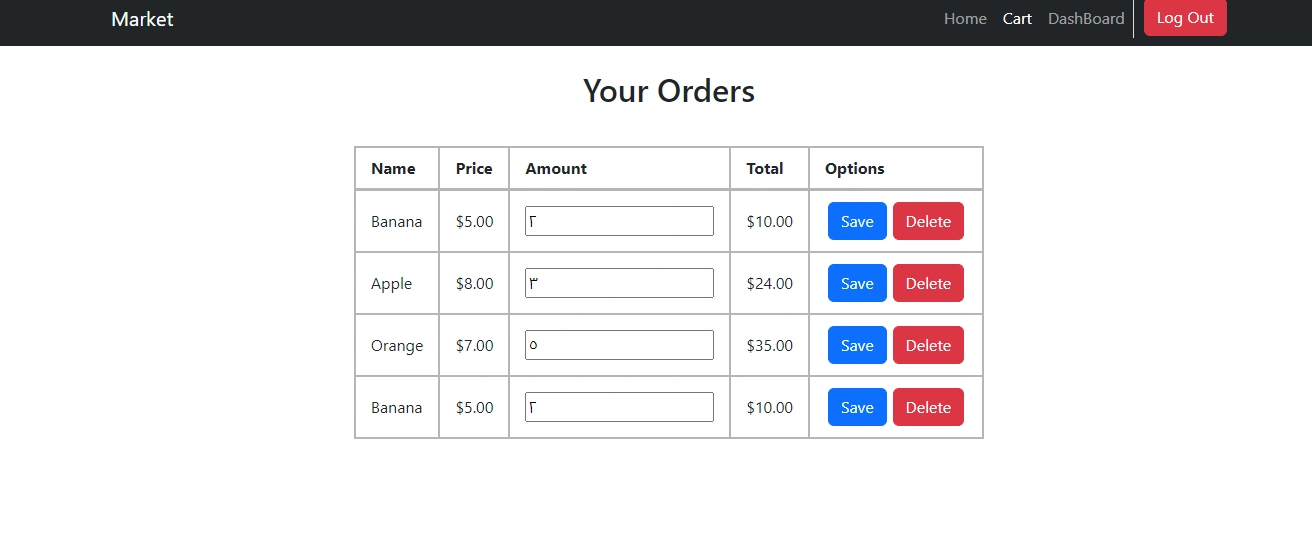 Market Home Cart DashBoard Log Out
Your Orders
Name Price Amount Total Options
Banana $5.00 ٢ $10.00 Save Delete
Apple $8.00 ٣ $24.00 Save Delete
Orange $7.00 ٥ $35.00 Save Delete
Banana $5.00 ٢ $10.00 Save Delete